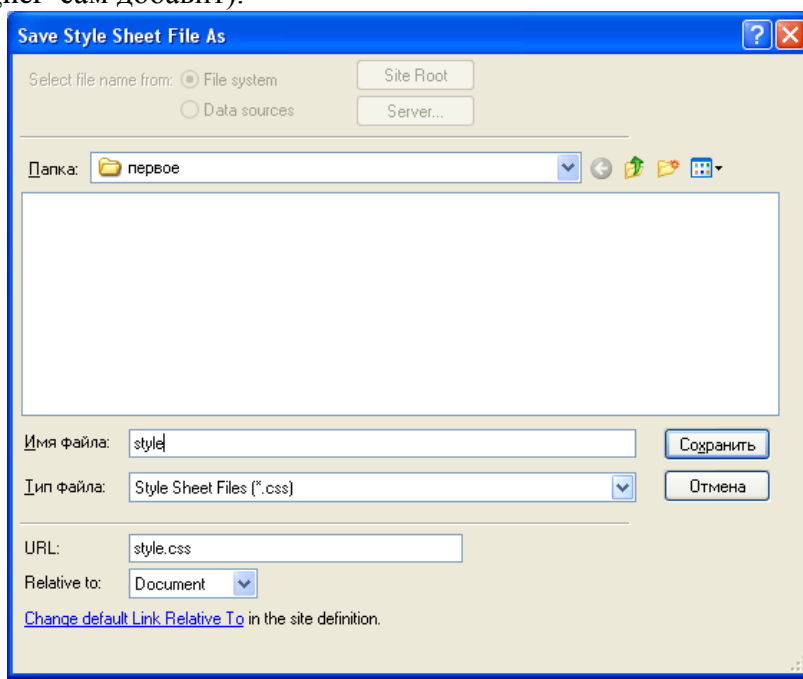 сам добавит).
Save Style Sheet File As
Select file name from: File system Site Root
Data sources Server...
Папка: первое
Имя файла: style Сохранить
Тип файла: Style Sheet Files (*.css) Отмена
URL: style.css
Relative to: Document
Change default Link Relative To in the site definition.